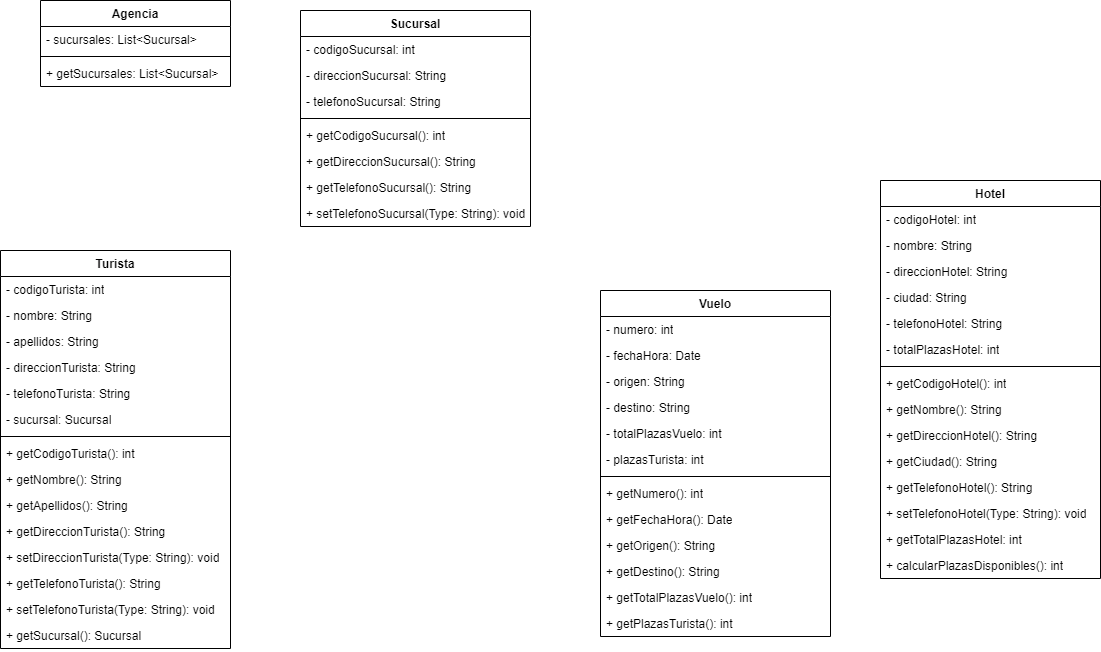 Agencia
- sucursales: List<Sucursal>
+ getSucursales: List<Sucursal>
Sucursal
- codigoSucursal: int
- direccionSucursal: String
- telefonoSucursal: String
+ getCodigoSucursal(): int
+ getDireccionSucursal(): String
+ getTelefonoSucursal(): String
+ setTelefonoSucursal(Type: String): void
Turista
- codigoTurista: int
- nombre: String
- apellidos: String
- direccionTurista: String
- telefonoTurista: String
- sucursal: Sucursal
+ getCodigoTurista(): int
+ getNombre(): String
+ getApellidos(): String
+ getDireccionTurista(): String
+ setDireccionTurista(Type: String): void
+ getTelefonoTurista(): String
+ setTelefonoTurista(Type: String): void
+ getSucursal(): Sucursal
Vuelo
- numero: int
- fechaHora: Date
- origen: String
- destino: String
- totalPlazasVuelo: int
- plazasTurista: int
+ getNumero(): int
+ getFechaHora(): Date
+ getOrigen(): String
+ getDestino(): String
+ getTotalPlazasVuelo(): int
+ getPlazasTurista(): int
Hotel
- codigoHotel: int
- nombre: String
- direccionHotel: String
- ciudad: String
- telefonoHotel: String
- totalPlazasHotel: int
+ getCodigoHotel(): int
+ getNombre(): String
+ getDireccionHotel(): String
+ getCiudad(): String
+ getTelefonoHotel(): String
+ setTelefonoHotel(Type: String): void
+ getTotalPlazasHotel: int
+ calcularPlazasDisponibles(): int